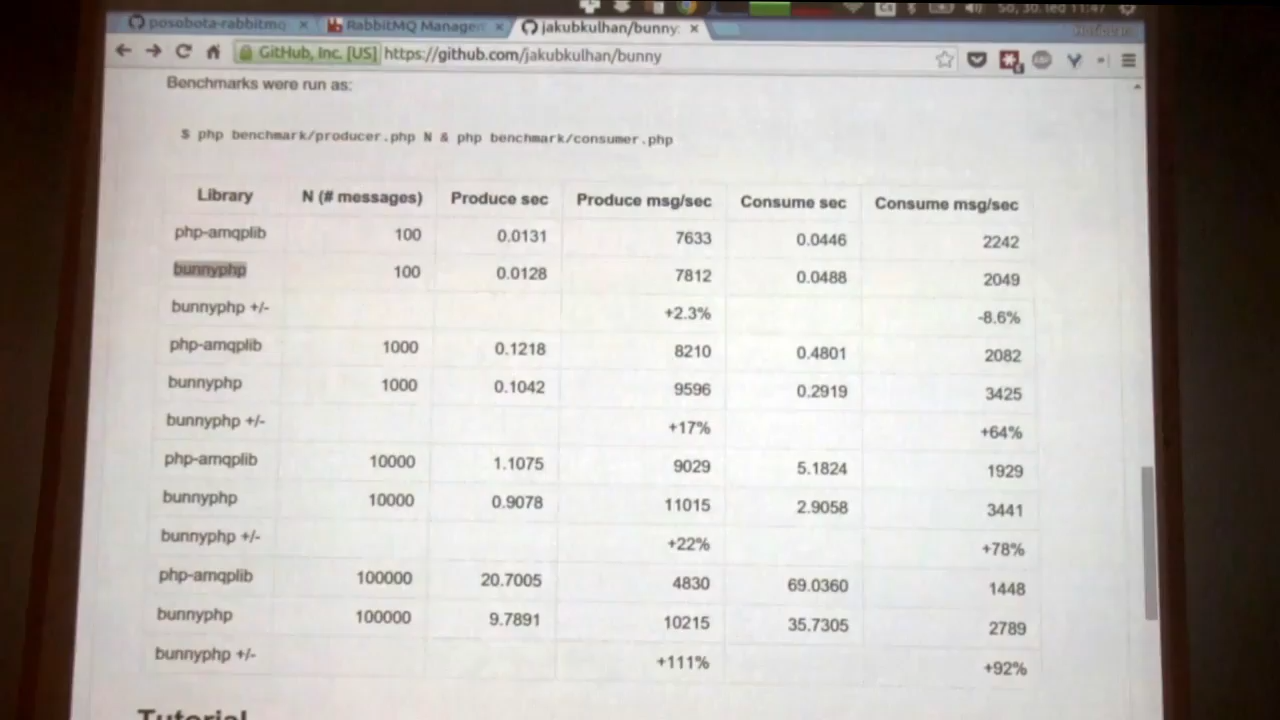 posobota-rabbitmq ×
RabbitMQ Managem ×
jakubkulhan/bunny: ×
So, 30. led 11:47
GitHub, Inc. [US] https://github.com/jakubkulhan/bunny
Benchmarks were run as:
$ php benchmark/producer.php N & php benchmark/consumer.php
Library N (# messages) Produce sec Produce msg/sec Consume sec Consume msg/sec
php-amqplib 100 0.0131 7633 0.0446 2242
bunnyphp 100 0.0128 7812 0.0488 2049
bunnyphp +/- +2.3% -8.6%
php-amqplib 1000 0.1218 8210 0.4801 2082
bunnyphp 1000 0.1042 9596 0.2919 3425
bunnyphp +/- +17% +64%
php-amqplib 10000 1.1075 9029 5.1824 1929
bunnyphp 10000 0.9078 11015 2.9058 3441
bunnyphp +/- +22% +78%
php-amqplib 100000 20.7005 4830 69.0360 1448
bunnyphp 100000 9.7891 10215 35.7305 2789
bunnyphp +/- +111% +92%
Tutorial